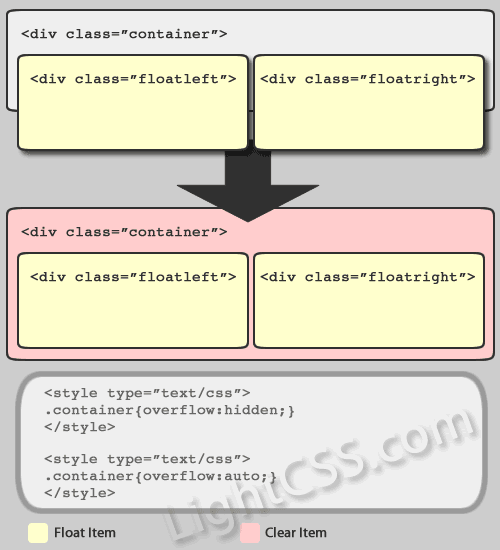 <div class=”container”>
<div class=”floatleft”>
<div class=”floatright”>
<div class=”container”>
<div class=”floatleft”>
<div class=”floatright”>
<style type=”text/css”>
.container{overflow:hidden;}
</style>
<style type=”text/css”>
.container{overflow:auto;}
</style>
LightCSS.com
Float Item
Clear Item